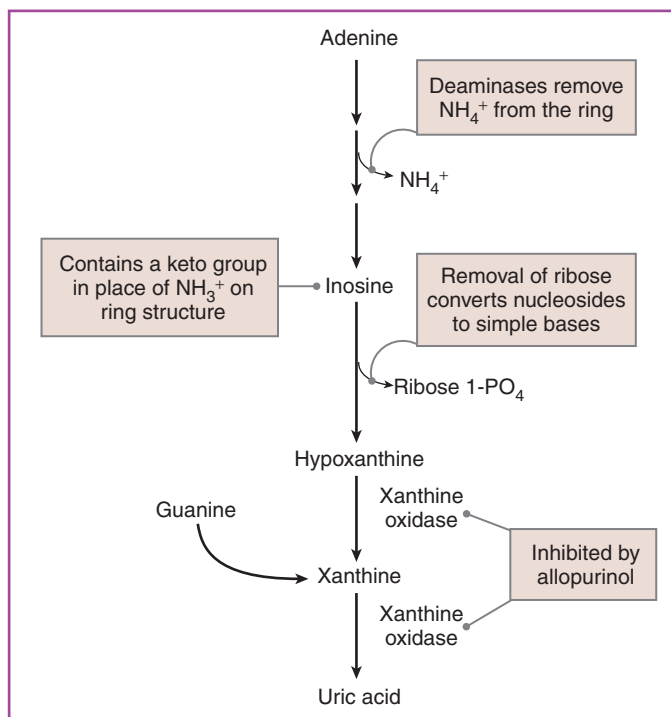 Adenine
Deaminases remove
NH₄⁺ from the ring
NH₄⁺
Contains a keto group
in place of NH₃⁺ on
ring structure
Inosine
Removal of ribose
converts nucleosides
to simple bases
Ribose 1-PO₄
Hypoxanthine
Xanthine
oxidase
Guanine
Inhibited by
allopurinol
Xanthine
Xanthine
oxidase
Uric acid